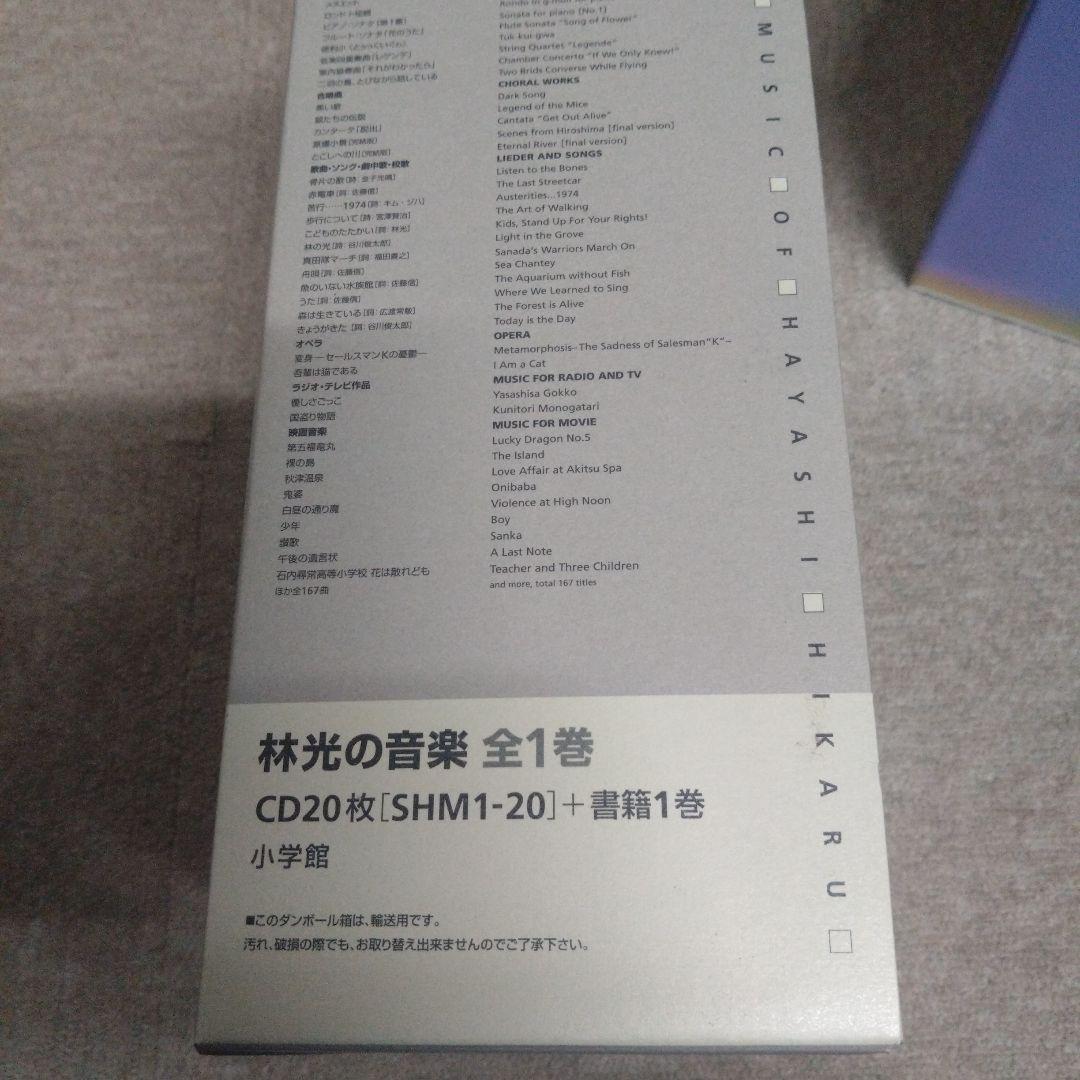 メヌエット
ロンド ト短調
ピアノ・ソナタ[第1番]
フルート・ソナタ「花のうた」
弦楽四重奏曲「レゲンデ」
室内協奏曲「それがわかったら」
二羽の鳥、とびながら話している
合唱曲
黒い歌
鼠たちの伝説
カンタータ「脱出」
原爆小景[完結版]
とこしへの川[完結版]
歌曲・ソング・劇中歌・校歌
骨片の歌[詩:金子光晴]
赤電車[詞:佐藤信]
苦行……1974[詩:キム・ジハ]
歩行について[詩:宮澤賢治]
こどものたたかい[詞:林光]
林の光[詩:谷川俊太郎]
真田隊マーチ[詞:福田善之]
舟唄[詞:佐藤信]
魚のいない水族館[詞:佐藤信]
うた[詞:佐藤信]
森は生きている[詞:広渡常敏]
きょうがきた[詞:谷川俊太郎]
オペラ
変身―セールスマンKの憂鬱―
吾輩は猫である
ラジオ・テレビ作品
優しさごっこ
国盗り物語
映画音楽
第五福竜丸
裸の島
秋津温泉
鬼婆
白昼の通り魔
少年
讃歌
午後の遺言状
石内尋常高等小学校 花は散れども
ほか全167曲
Sonata for piano [No.1]
Flute Sonata "Song of Flower"
Tuk-kui-gwa
String Quartet "Legende"
Chamber Concerto "If We Only Knew!"
Two Brids Converse While Flying
CHORAL WORKS
Dark Song
Legend of the Mice
Cantata "Get Out Alive"
Scenes from Hiroshima [final version]
Eternal River [final version]
LIEDER AND SONGS
Listen to the Bones
The Last Streetcar
Austerities...1974
The Art of Walking
Kids, Stand Up For Your Rights!
Light in the Grove
Sanada's Warriors March On
Sea Chantey
The Aquarium without Fish
Where We Learned to Sing
The Forest is Alive
Today is the Day
OPERA
Metamorphosis–The Sadness of Salesman"K"–
I Am a Cat
MUSIC FOR RADIO AND TV
Yasashisa Gokko
Kunitori Monogatari
MUSIC FOR MOVIE
Lucky Dragon No.5
The Island
Love Affair at Akitsu Spa
Onibaba
Violence at High Noon
Boy
Sanka
A Last Note
Teacher and Three Children
and more, total 167 titles
MUSIC□OF□HAYASHI□HIKARU□
林光の音楽 全1巻
CD20枚[SHM1-20]＋書籍1巻
小学館
■このダンボール箱は、輸送用です。
汚れ、破損の際でも、お取り替え出来ませんのでご了承下さい。